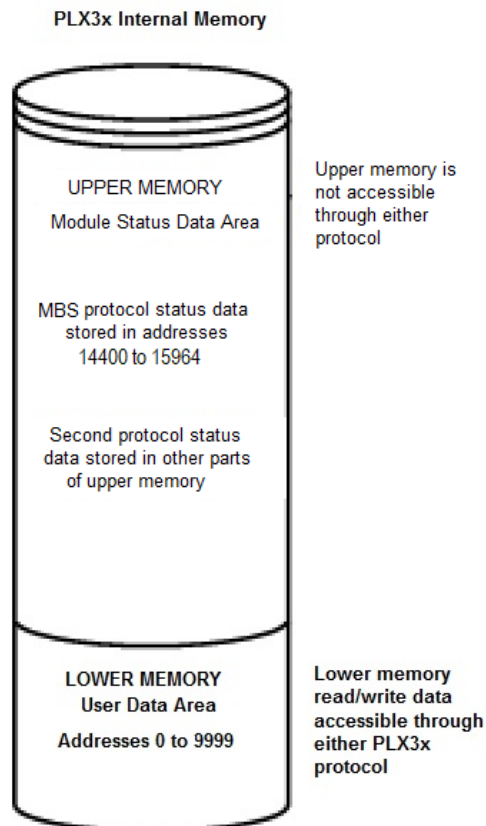 PLX3x Internal Memory
UPPER MEMORY
Module Status Data Area
Upper memory is
not accessible
through either
protocol
MBS protocol status data
stored in addresses
14400 to 15964
Second protocol status
data stored in other parts
of upper memory
LOWER MEMORY
User Data Area
Addresses 0 to 9999
Lower memory
read/write data
accessible through
either PLX3x
protocol